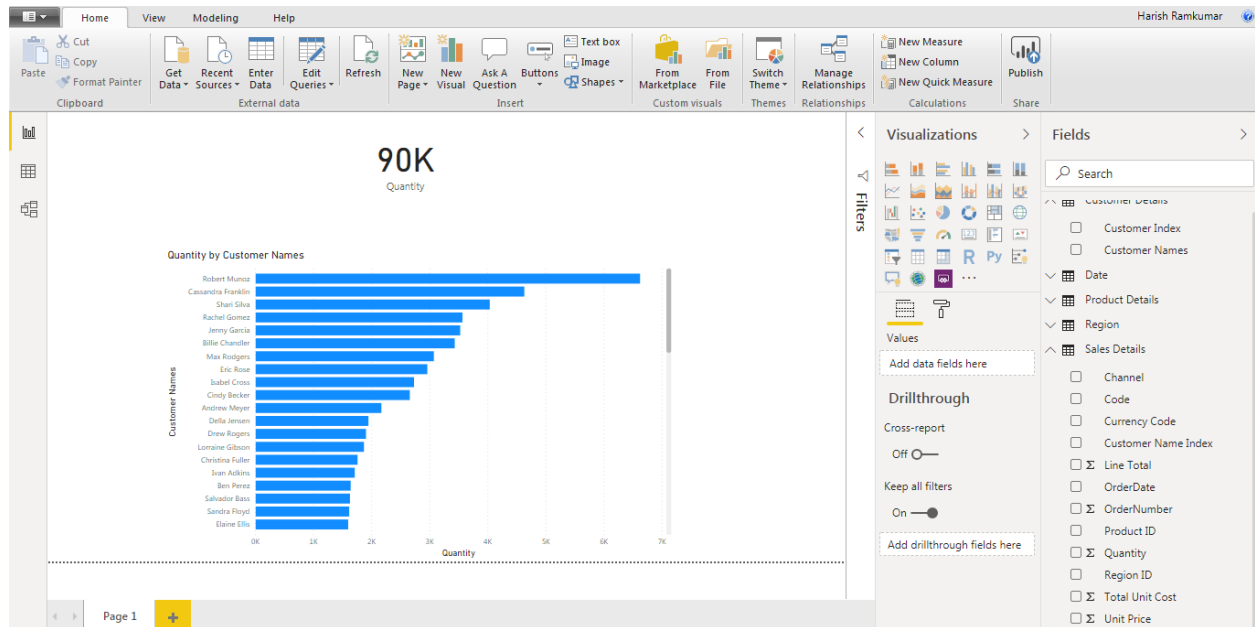 Home View Modeling Help Harish Ramkumar
Paste
Cut
Copy
Format Painter
Clipboard
Get Data
Recent Sources
Enter Data
Edit Queries
Refresh
External data
New Page
New Visual
Ask A Question
Buttons
Text box
Image
Shapes
Insert
From Marketplace
From File
Custom visuals
Switch Theme
Themes
Manage Relationships
Relationships
New Measure
New Column
New Quick Measure
Calculations
Publish
Share
90K
Quantity
Quantity by Customer Names
Customer Names
Robert Munoz
Cassandra Franklin
Shari Silva
Rachel Gomez
Jenny Garcia
Billie Chandler
Max Rodgers
Eric Rose
Isabel Cross
Cindy Becker
Andrew Meyer
Della Jensen
Drew Rogers
Lorraine Gibson
Christina Fuller
Ivan Adkins
Ben Perez
Salvador Bass
Sandra Floyd
Elaine Ellis
0K 1K 2K 3K 4K 5K 6K 7K
Quantity
Page 1
Filters
Visualizations
R Py
Values
Add data fields here
Drillthrough
Cross-report
Off
Keep all filters
On
Add drillthrough fields here
Fields
Search
Customer Details
Customer Index
Customer Names
Date
Product Details
Region
Sales Details
Channel
Code
Currency Code
Customer Name Index
Σ Line Total
OrderDate
Σ OrderNumber
Product ID
Σ Quantity
Region ID
Σ Total Unit Cost
Σ Unit Price